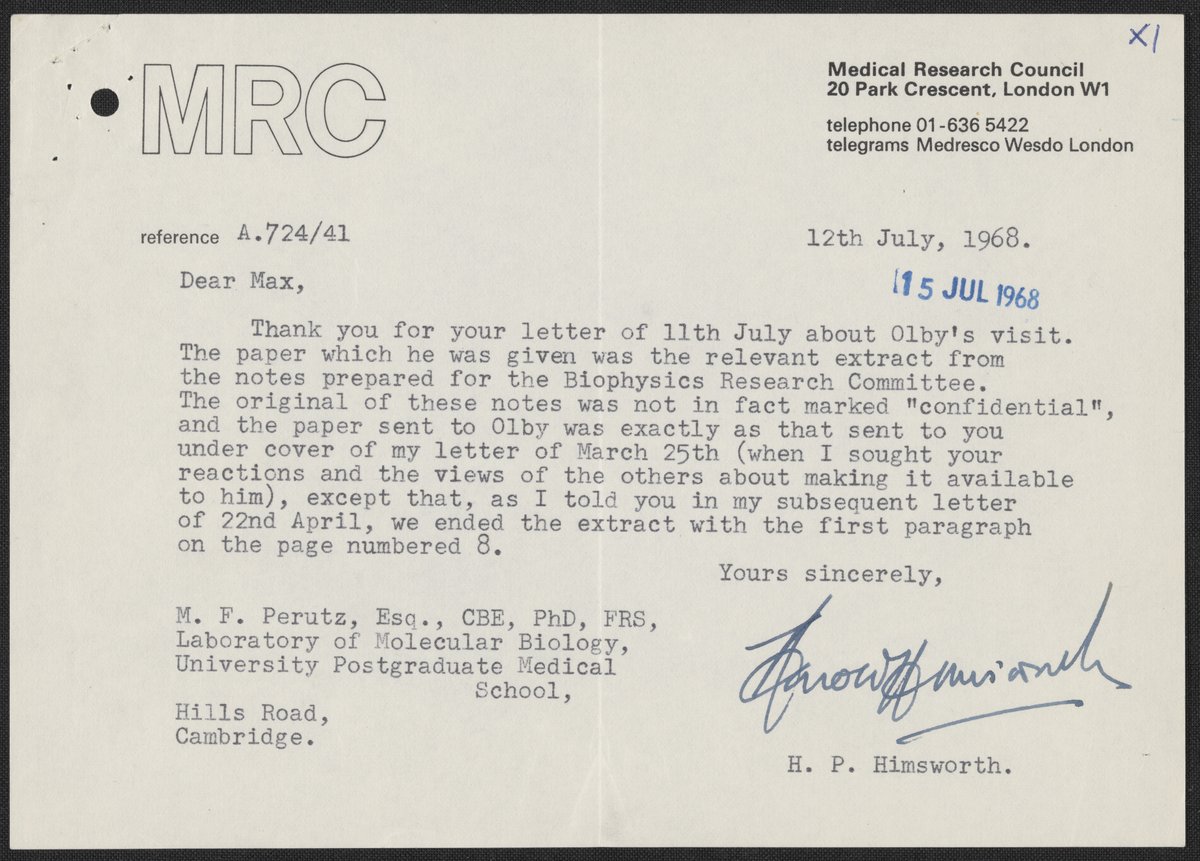 XI
MRC
Medical Research Council
20 Park Crescent, London W1
telephone 01-636 5422
telegrams Medresco Wesdo London
reference A.724/41
12th July, 1968.
15 JUL 1968
Dear Max,
Thank you for your letter of 11th July about Olby's visit.
The paper which he was given was the relevant extract from
the notes prepared for the Biophysics Research Committee.
The original of these notes was not in fact marked "confidential",
and the paper sent to Olby was exactly as that sent to you
under cover of my letter of March 25th (when I sought your
reactions and the views of the others about making it available
to him), except that, as I told you in my subsequent letter
of 22nd April, we ended the extract with the first paragraph
on the page numbered 8.
Yours sincerely,
M. F. Perutz, Esq., CBE, PhD, FRS,
Laboratory of Molecular Biology,
University Postgraduate Medical
School,
Hills Road,
Cambridge.
Harold Himsworth
H. P. Himsworth.